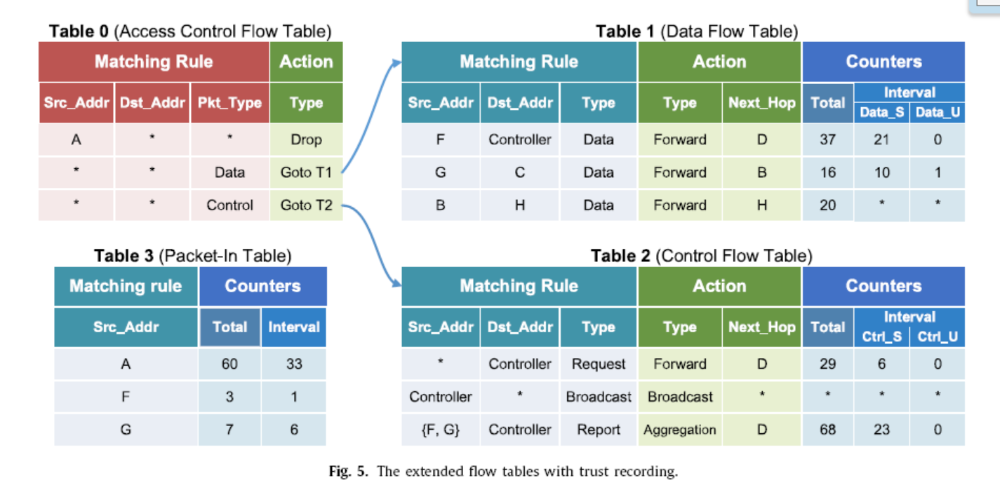 Table 0 (Access Control Flow Table)
Matching Rule Action
Src_Addr Dst_Addr Pkt_Type Type
A * * Drop
* * Data Goto T1
* * Control Goto T2
Table 1 (Data Flow Table)
Matching Rule Action Counters
Src_Addr Dst_Addr Type Type Next_Hop Total Interval
Data_S Data_U
F Controller Data Forward D 37 21 0
G C Data Forward B 16 10 1
B H Data Forward H 20 * *
Table 3 (Packet-In Table)
Matching rule Counters
Src_Addr Total Interval
A 60 33
F 3 1
G 7 6
Table 2 (Control Flow Table)
Matching Rule Action Counters
Src_Addr Dst_Addr Type Type Next_Hop Total Interval
Ctrl_S Ctrl_U
* Controller Request Forward D 29 6 0
Controller * Broadcast Broadcast * * * *
{F, G} Controller Report Aggregation D 68 23 0
Fig. 5. The extended flow tables with trust recording.